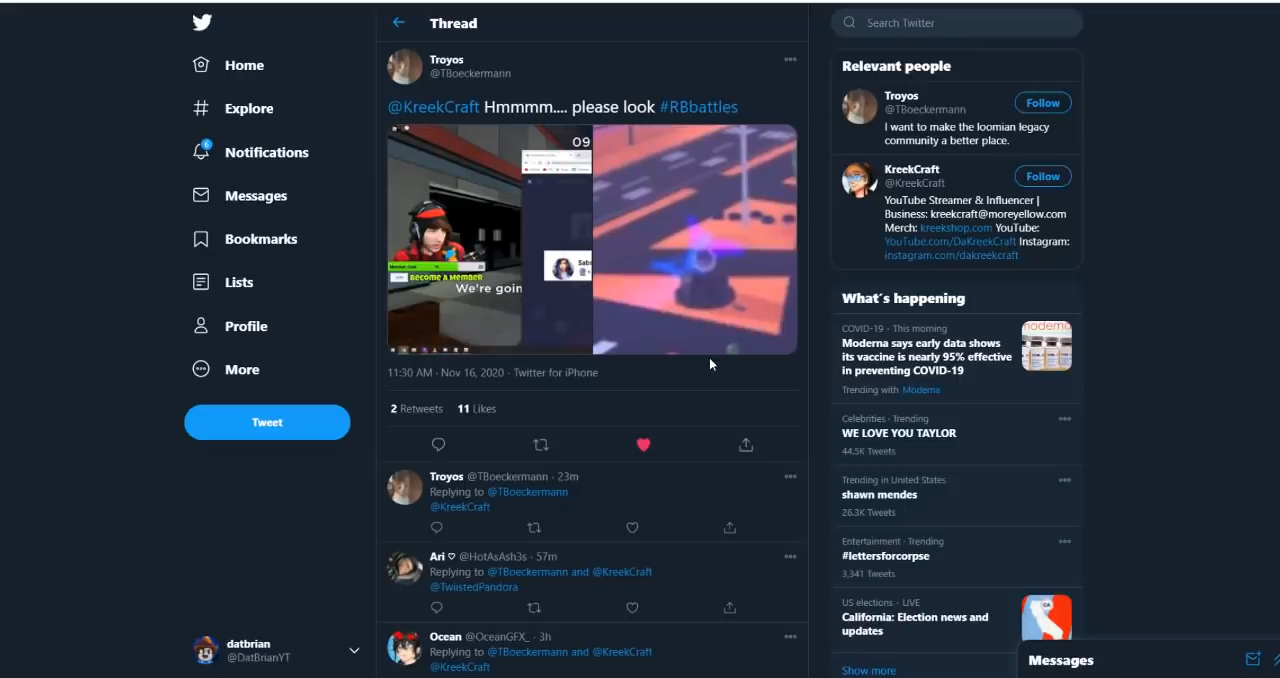 Home
Explore
6
Notifications
Messages
Bookmarks
Lists
Profile
More
Tweet
datbrian
@DatBrianYT
Thread
Troyos
@TBoeckermann
@KreekCraft Hmmmm.... please look #RBbattles
09
BECOME A MEMBER
We're goin
11:30 AM · Nov 16, 2020 · Twitter for iPhone
2 Retweets 11 Likes
Troyos @TBoeckermann · 23m
Replying to @TBoeckermann
@KreekCraft
Ari ♡ @HotAsAsh3s · 57m
Replying to @TBoeckermann and @KreekCraft
@TwiistedPandora
Ocean @OceanGFX_ · 3h
Replying to @TBoeckermann and @KreekCraft
@KreekCraft
Search Twitter
Relevant people
Troyos
@TBoeckermann
Follow
I want to make the loomian legacy
community a better place.
KreekCraft
@KreekCraft
Follow
YouTube Streamer & Influencer |
Business: kreekcraft@moreyellow.com
Merch: kreekshop.com YouTube:
YouTube.com/DaKreekCraft Instagram:
instagram.com/dakreekcraft
What's happening
COVID-19 · This morning
Moderna says early data shows
its vaccine is nearly 95% effective
in preventing COVID-19
Trending with Moderna
moderna
Celebrities · Trending
WE LOVE YOU TAYLOR
44.5K Tweets
Trending in United States
shawn mendes
26.3K Tweets
Entertainment · Trending
#lettersforcorpse
3,341 Tweets
US elections · LIVE
California: Election news and
updates
CA
Show more
Messages